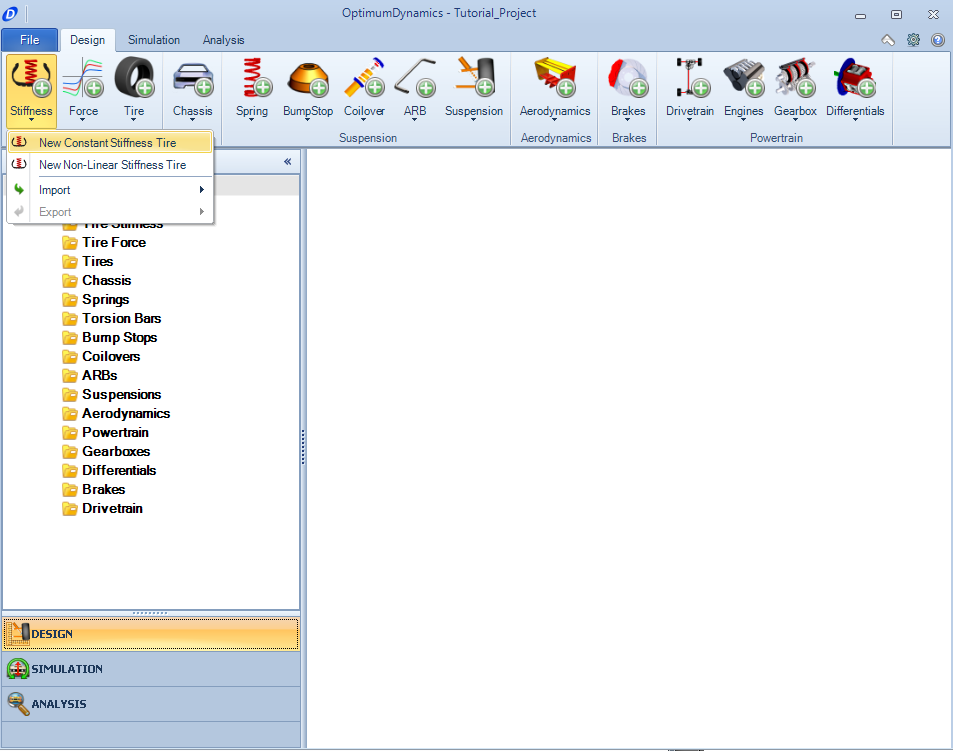 OptimumDynamics - Tutorial_Project
File Design Simulation Analysis
Stiffness Force Tire Chassis Spring BumpStop Coilover ARB Suspension Aerodynamics Brakes Drivetrain Engines Gearbox Differentials
Suspension Aerodynamics Brakes Powertrain
New Constant Stiffness Tire
New Non-Linear Stiffness Tire
Import
Export
Tire Stiffness
Tire Force
Tires
Chassis
Springs
Torsion Bars
Bump Stops
Coilovers
ARBs
Suspensions
Aerodynamics
Powertrain
Gearboxes
Differentials
Brakes
Drivetrain
DESIGN
SIMULATION
ANALYSIS